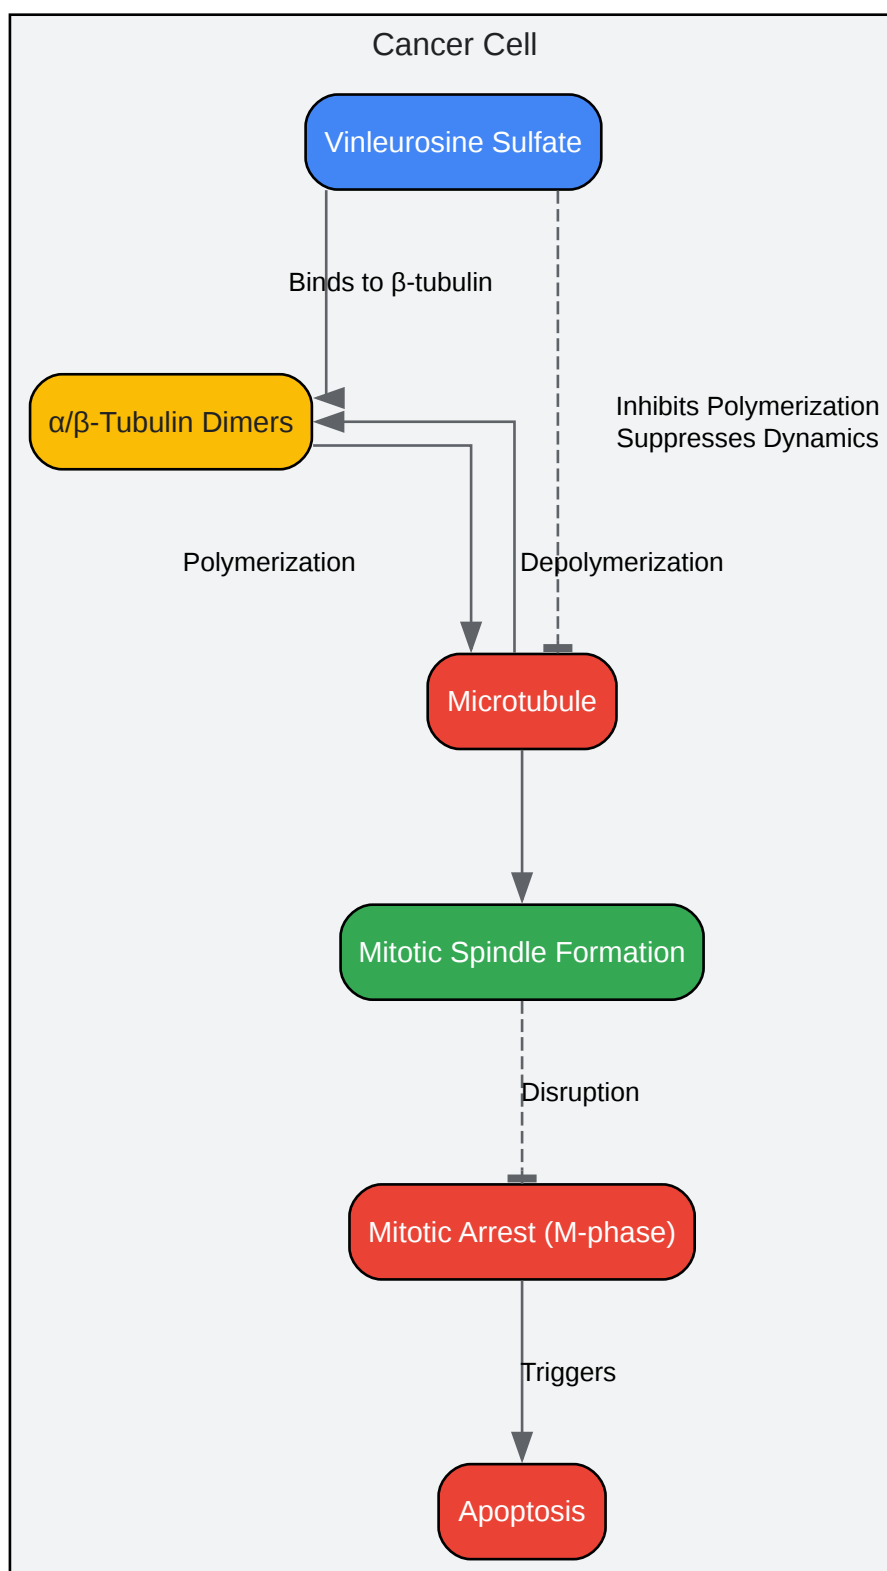 Cancer Cell
Vinleurosine Sulfate
Binds to β-tubulin
α/β-Tubulin Dimers
Inhibits Polymerization
Suppresses Dynamics
Polymerization
Depolymerization
Microtubule
Mitotic Spindle Formation
Disruption
Mitotic Arrest (M-phase)
Triggers
Apoptosis